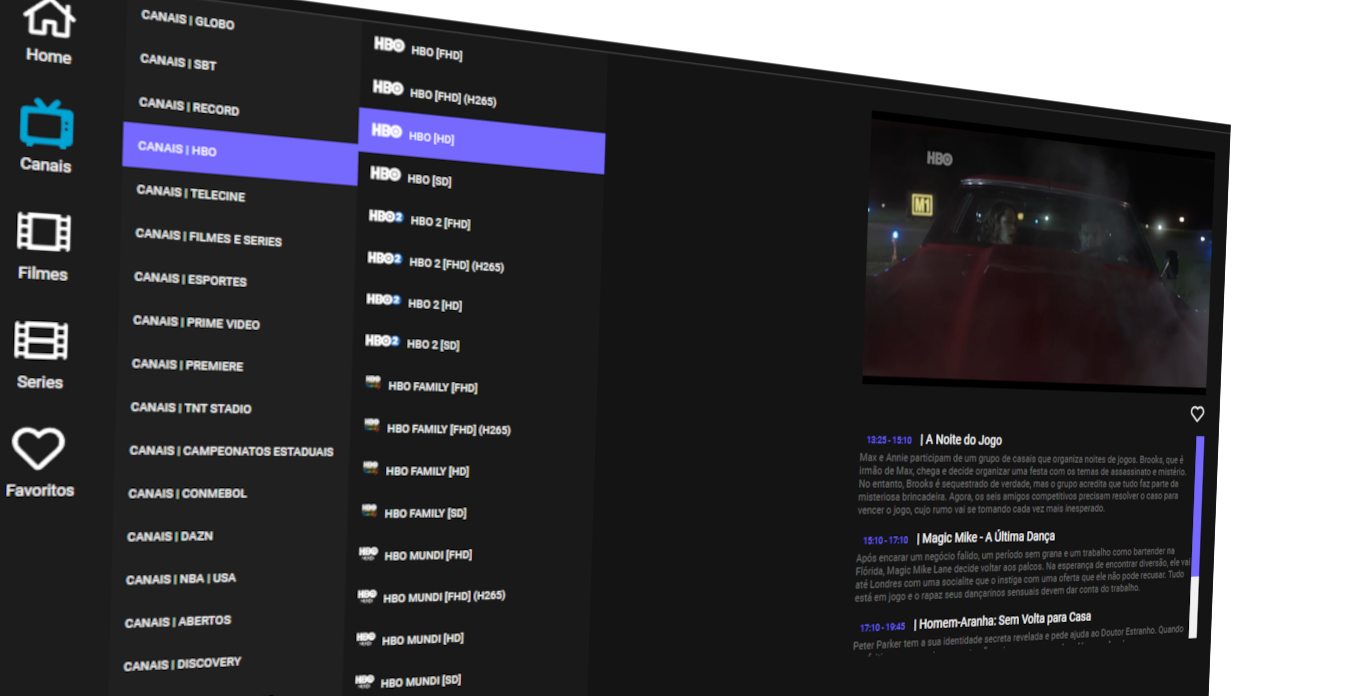 Home
Canais
Filmes
Series
Favoritos
CANAIS | GLOBO
CANAIS | SBT
CANAIS | RECORD
CANAIS | HBO
CANAIS | TELECINE
CANAIS | FILMES E SERIES
CANAIS | ESPORTES
CANAIS | PRIME VIDEO
CANAIS | PREMIERE
CANAIS | TNT STADIO
CANAIS | CAMPEONATOS ESTADUAIS
CANAIS | CONMEBOL
CANAIS | DAZN
CANAIS | NBA | USA
CANAIS | ABERTOS
CANAIS | DISCOVERY
HBO HBO [FHD]
HBO HBO [FHD] (H265)
HBO HBO [HD]
HBO HBO [SD]
HBO2 HBO 2 [FHD]
HBO2 HBO 2 [FHD] (H265)
HBO2 HBO 2 [HD]
HBO2 HBO 2 [SD]
HBO HBO FAMILY [FHD]
HBO HBO FAMILY [FHD] (H265)
HBO HBO FAMILY [HD]
HBO HBO FAMILY [SD]
HBO HBO MUNDI [FHD]
HBO HBO MUNDI [FHD] (H265)
HBO HBO MUNDI [HD]
HBO HBO MUNDI [SD]
HBO
M1
13:25 - 15:10 | A Noite do Jogo
Max e Annie participam de um grupo de casais que organiza noites de jogos. Brooks, que é
irmão de Max, chega e decide organizar uma festa com os temas de assassinato e mistério.
No entanto, Brooks é sequestrado de verdade, mas o grupo acredita que tudo faz parte da
misteriosa brincadeira. Agora, os seis amigos competitivos precisam resolver o caso para
vencer o jogo, cujo rumo vai se tornando cada vez mais inesperado.
15:10 - 17:10 | Magic Mike - A Última Dança
Após encarar um negócio falido, um período sem grana e um trabalho como bartender na
Flórida, Magic Mike Lane decide voltar aos palcos. Na esperança de encontrar diversão, ele vai
até Londres com uma socialite que o instiga com uma oferta que ele não pode recusar. Tudo
está em jogo e o rapaz seus dançarinos sensuais devem dar conta do trabalho.
17:10 - 19:45 | Homem-Aranha: Sem Volta para Casa
Peter Parker tem a sua identidade secreta revelada e pede ajuda ao Doutor Estranho. Quando